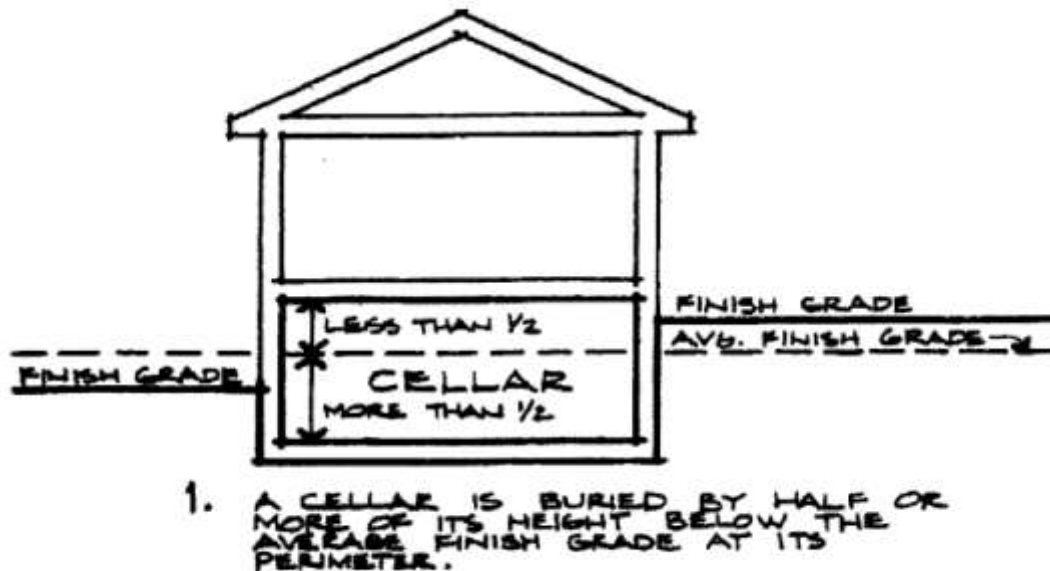 FINISH GRADE
LESS THAN 1/2
AVG. FINISH GRADE
FINISH GRADE
CELLAR
MORE THAN 1/2
1. A CELLAR IS BURIED BY HALF OR
MORE OF ITS HEIGHT BELOW THE
AVERAGE FINISH GRADE AT ITS
PERIMETER.